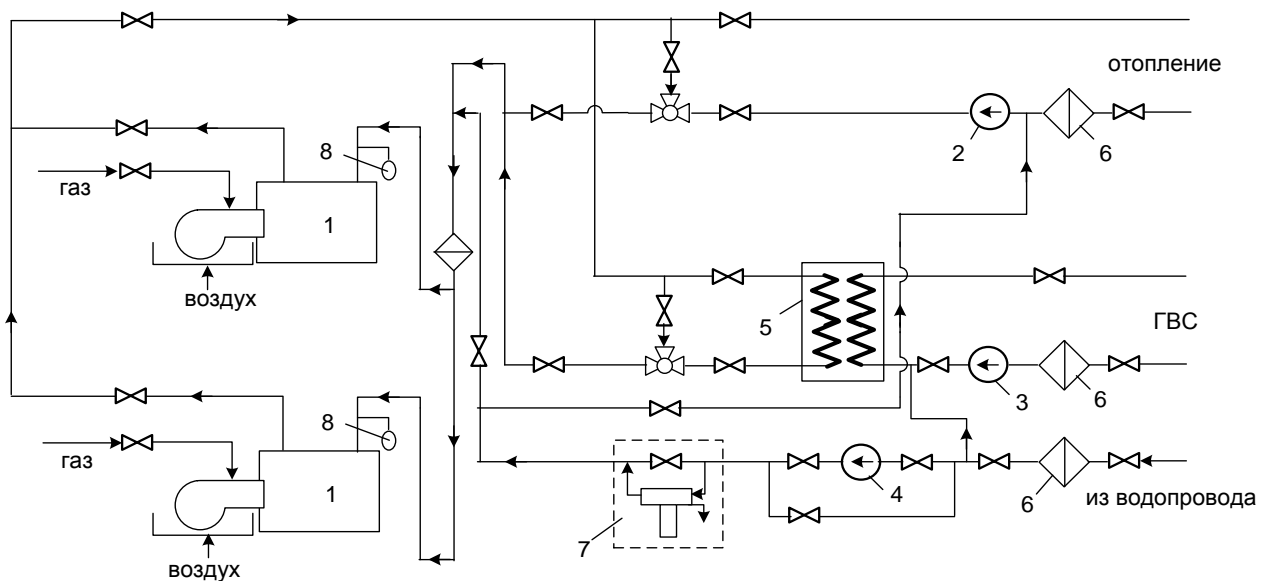 отопление
2
6
8
газ
1
воздух
5
ГВС
3
6
8
газ
1
4
6
из водопровода
7
воздух